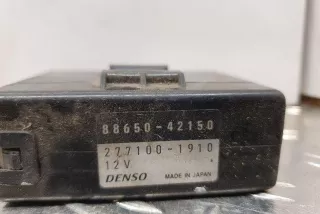 88650-42150
277100-1910
12V
DENSO MADE IN JAPAN